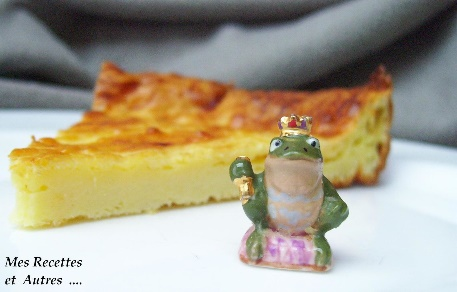 Mes Recettes
et Autres ....